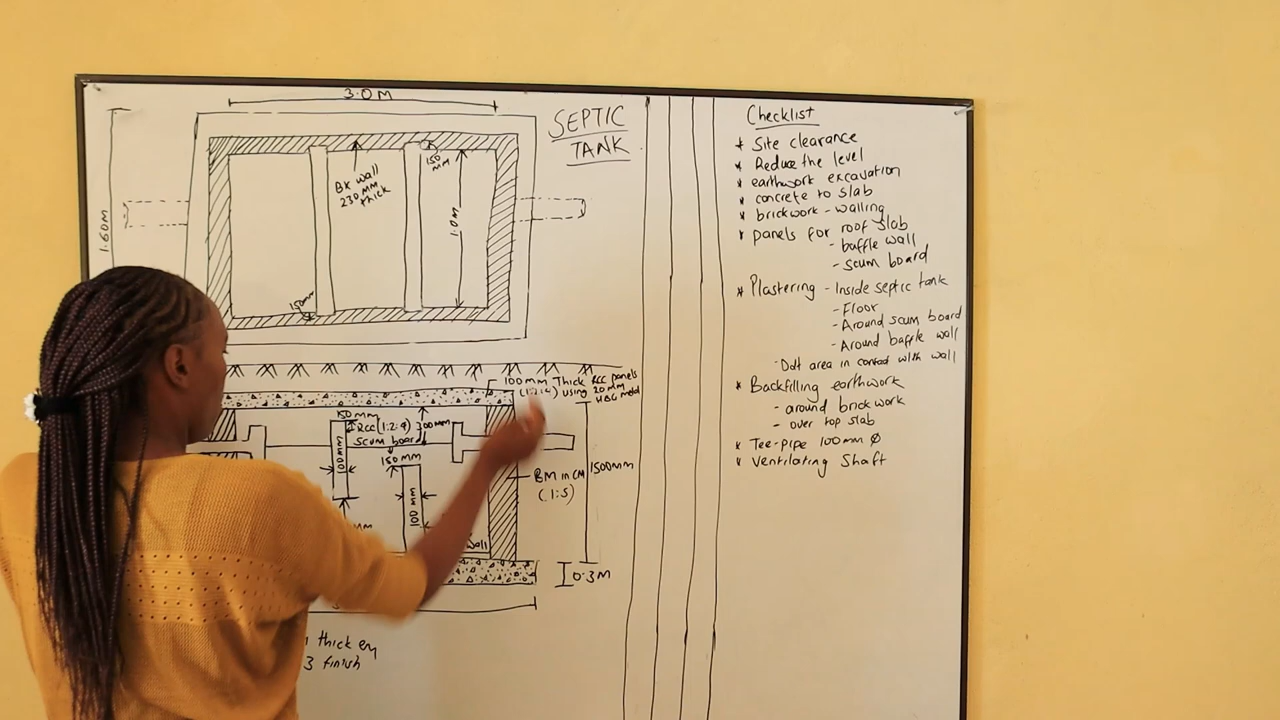 3.0M
SEPTIC
TANK
150
MM
BK wall
230MM
thick
1.0M
1.60M
150mm
100mm Thick RCC panels
(1:2:4) using 20mm
HBG metal
150mm
RCC (1:2:4)
300mm
SCUM boar
100MM
150MM
100MM
BM in CM
(1:5)
1500mm
wall
0.3M
thick en
3 finish
Checklist
* Site clearance
* Reduce the level
* earthwork excavation
* concrete to slab
* brickwork - walling
* panels for roof slab
- baffle wall
- scum board
* Plastering - Inside septic tank
- Floor
- Around scum board
- Around baffle wall
- Ddt area in contact with wall
* Backfilling earthwork
- around brickwork
- over top slab
* Tee-pipe 100mm Ø
* Ventilating Shaft